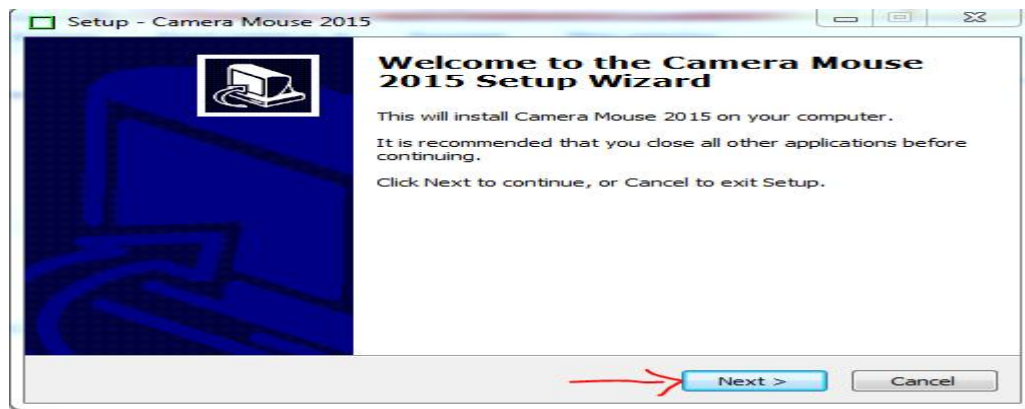 Setup - Camera Mouse 2015
Welcome to the Camera Mouse
2015 Setup Wizard
This will install Camera Mouse 2015 on your computer.
It is recommended that you close all other applications before
continuing.
Click Next to continue, or Cancel to exit Setup.
Next >
Cancel